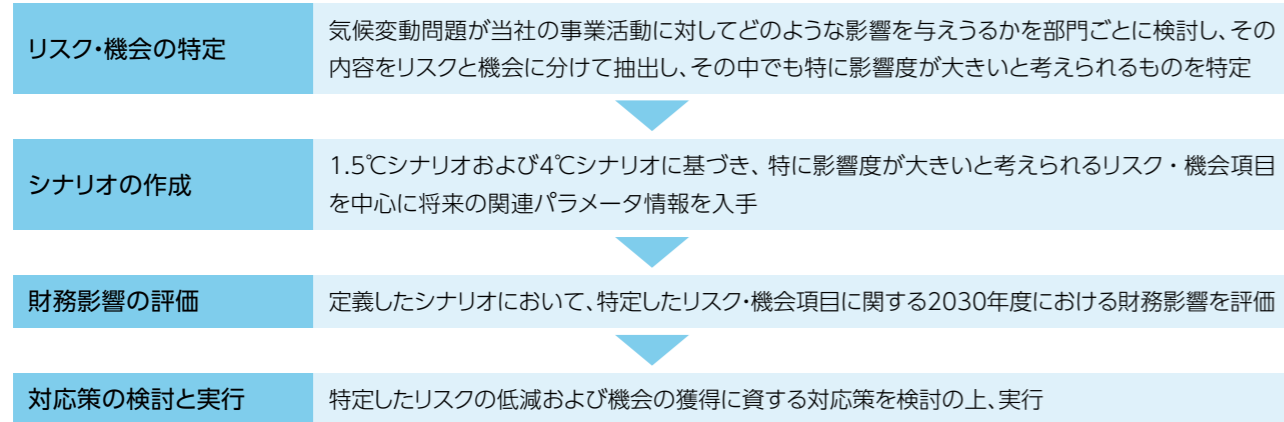 リスク・機会の特定
気候変動問題が当社の事業活動に対してどのような影響を与えうるかを部門ごとに検討し、その
内容をリスクと機会に分けて抽出し、その中でも特に影響度が大きいと考えられるものを特定
シナリオの作成
1.5℃シナリオおよび4℃シナリオに基づき、特に影響度が大きいと考えられるリスク・機会項目
を中心に将来の関連パラメータ情報を入手
財務影響の評価
定義したシナリオにおいて、特定したリスク・機会項目に関する2030年度における財務影響を評価
対応策の検討と実行
特定したリスクの低減および機会の獲得に資する対応策を検討の上、実行